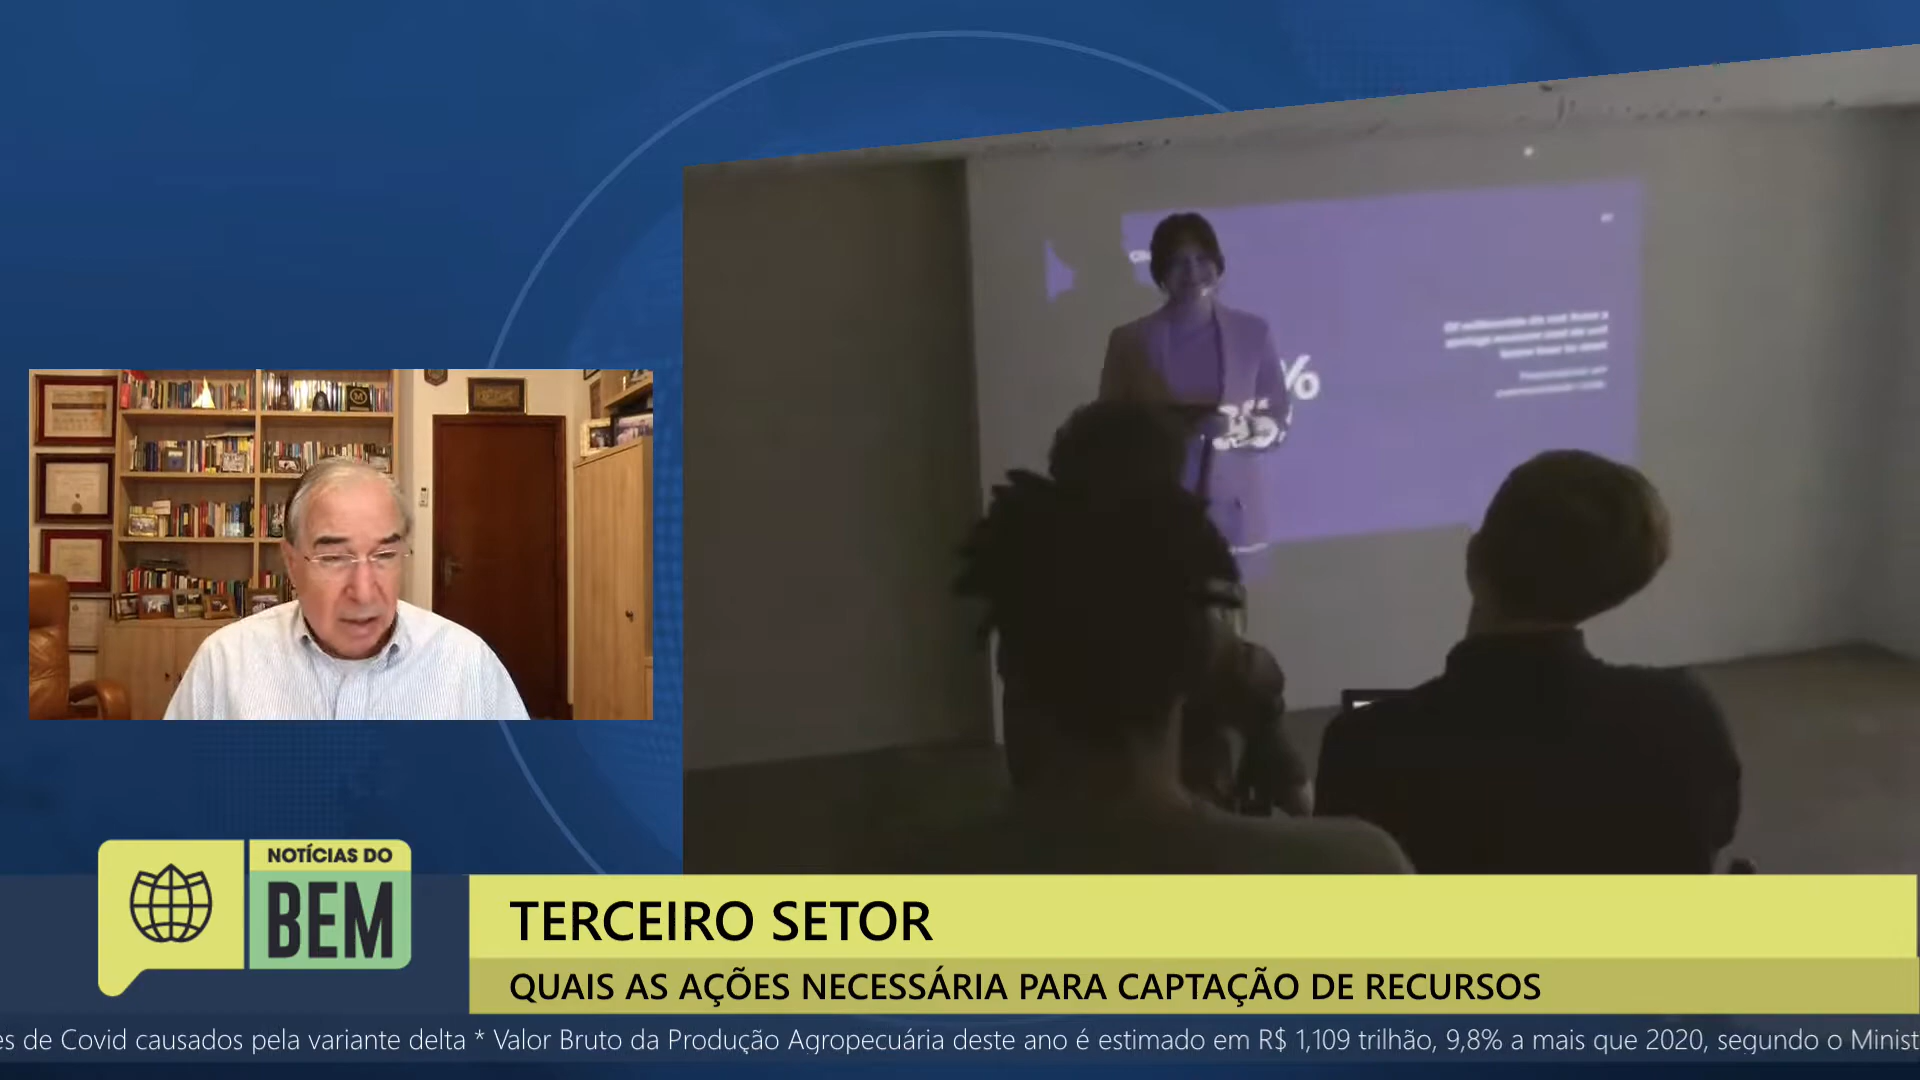 %
35
NOTÍCIAS DO
BEM
TERCEIRO SETOR
QUAIS AS AÇÕES NECESSÁRIA PARA CAPTAÇÃO DE RECURSOS
es de Covid causados pela variante delta * Valor Bruto da Produção Agropecuária deste ano é estimado em R$ 1,109 trilhão, 9,8% a mais que 2020, segundo o Minist